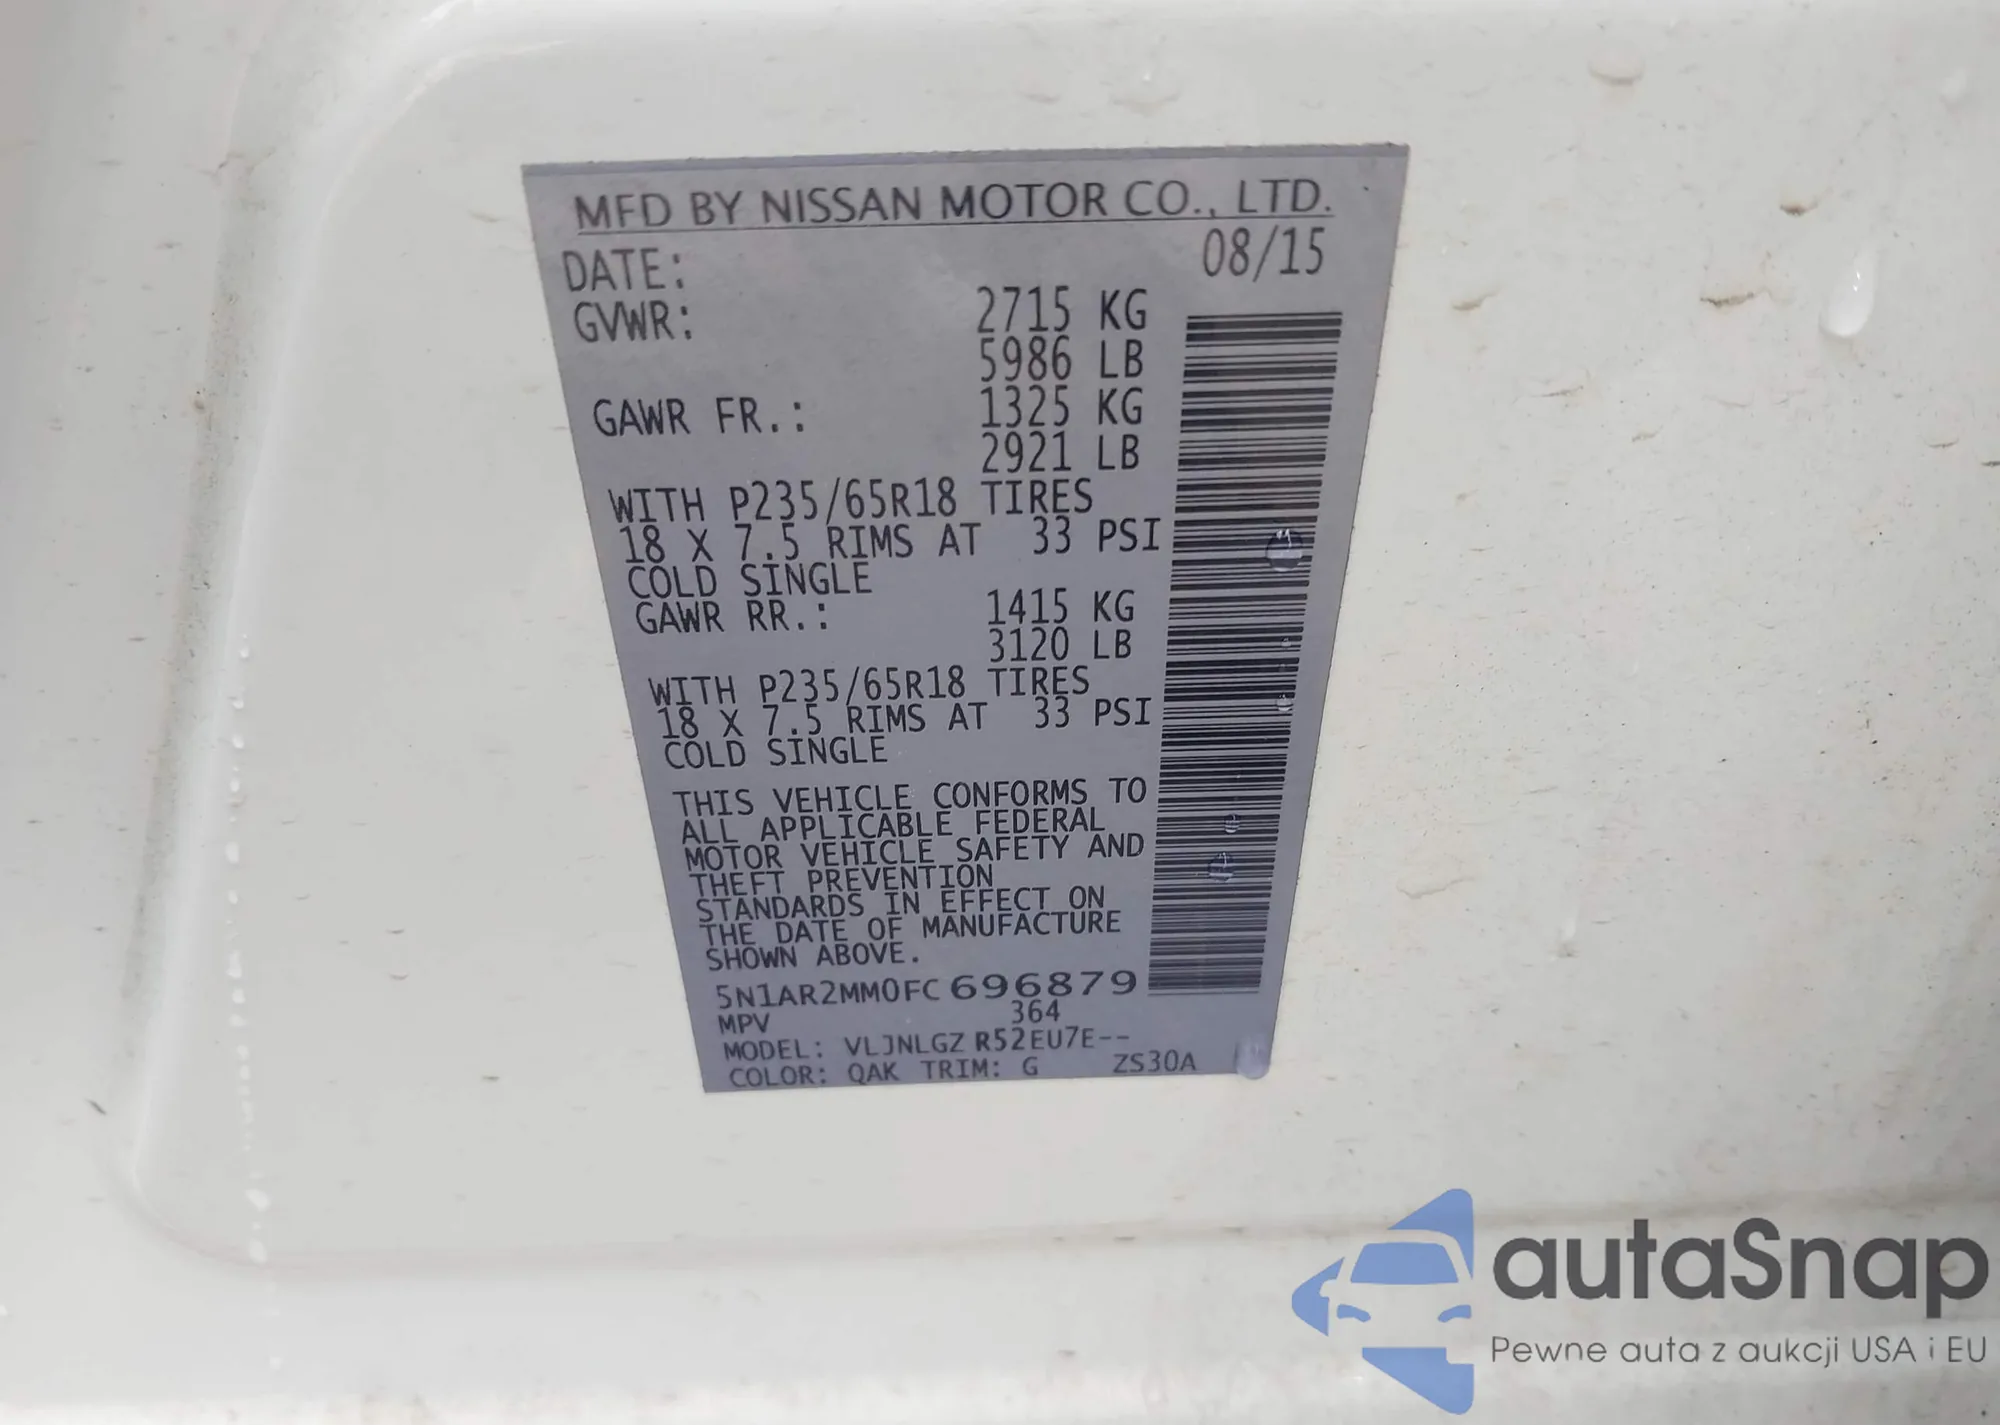 MFD BY NISSAN MOTOR CO., LTD.
DATE: 08/15
GVWR: 2715 KG
5986 LB
GAWR FR.: 1325 KG
2921 LB
WITH P235/65R18 TIRES
18 X 7.5 RIMS AT 33 PSI
COLD SINGLE
GAWR RR.: 1415 KG
3120 LB
WITH P235/65R18 TIRES
18 X 7.5 RIMS AT 33 PSI
COLD SINGLE
THIS VEHICLE CONFORMS TO
ALL APPLICABLE FEDERAL
MOTOR VEHICLE SAFETY AND
THEFT PREVENTION
STANDARDS IN EFFECT ON
THE DATE OF MANUFACTURE
SHOWN ABOVE.
5N1AR2MM0FC696879
MPV 364
MODEL: VLJNLGZ R52EU7E--
COLOR: QAK TRIM: G ZS30A
autaSnap
Pewne auta z aukcji USA i EU